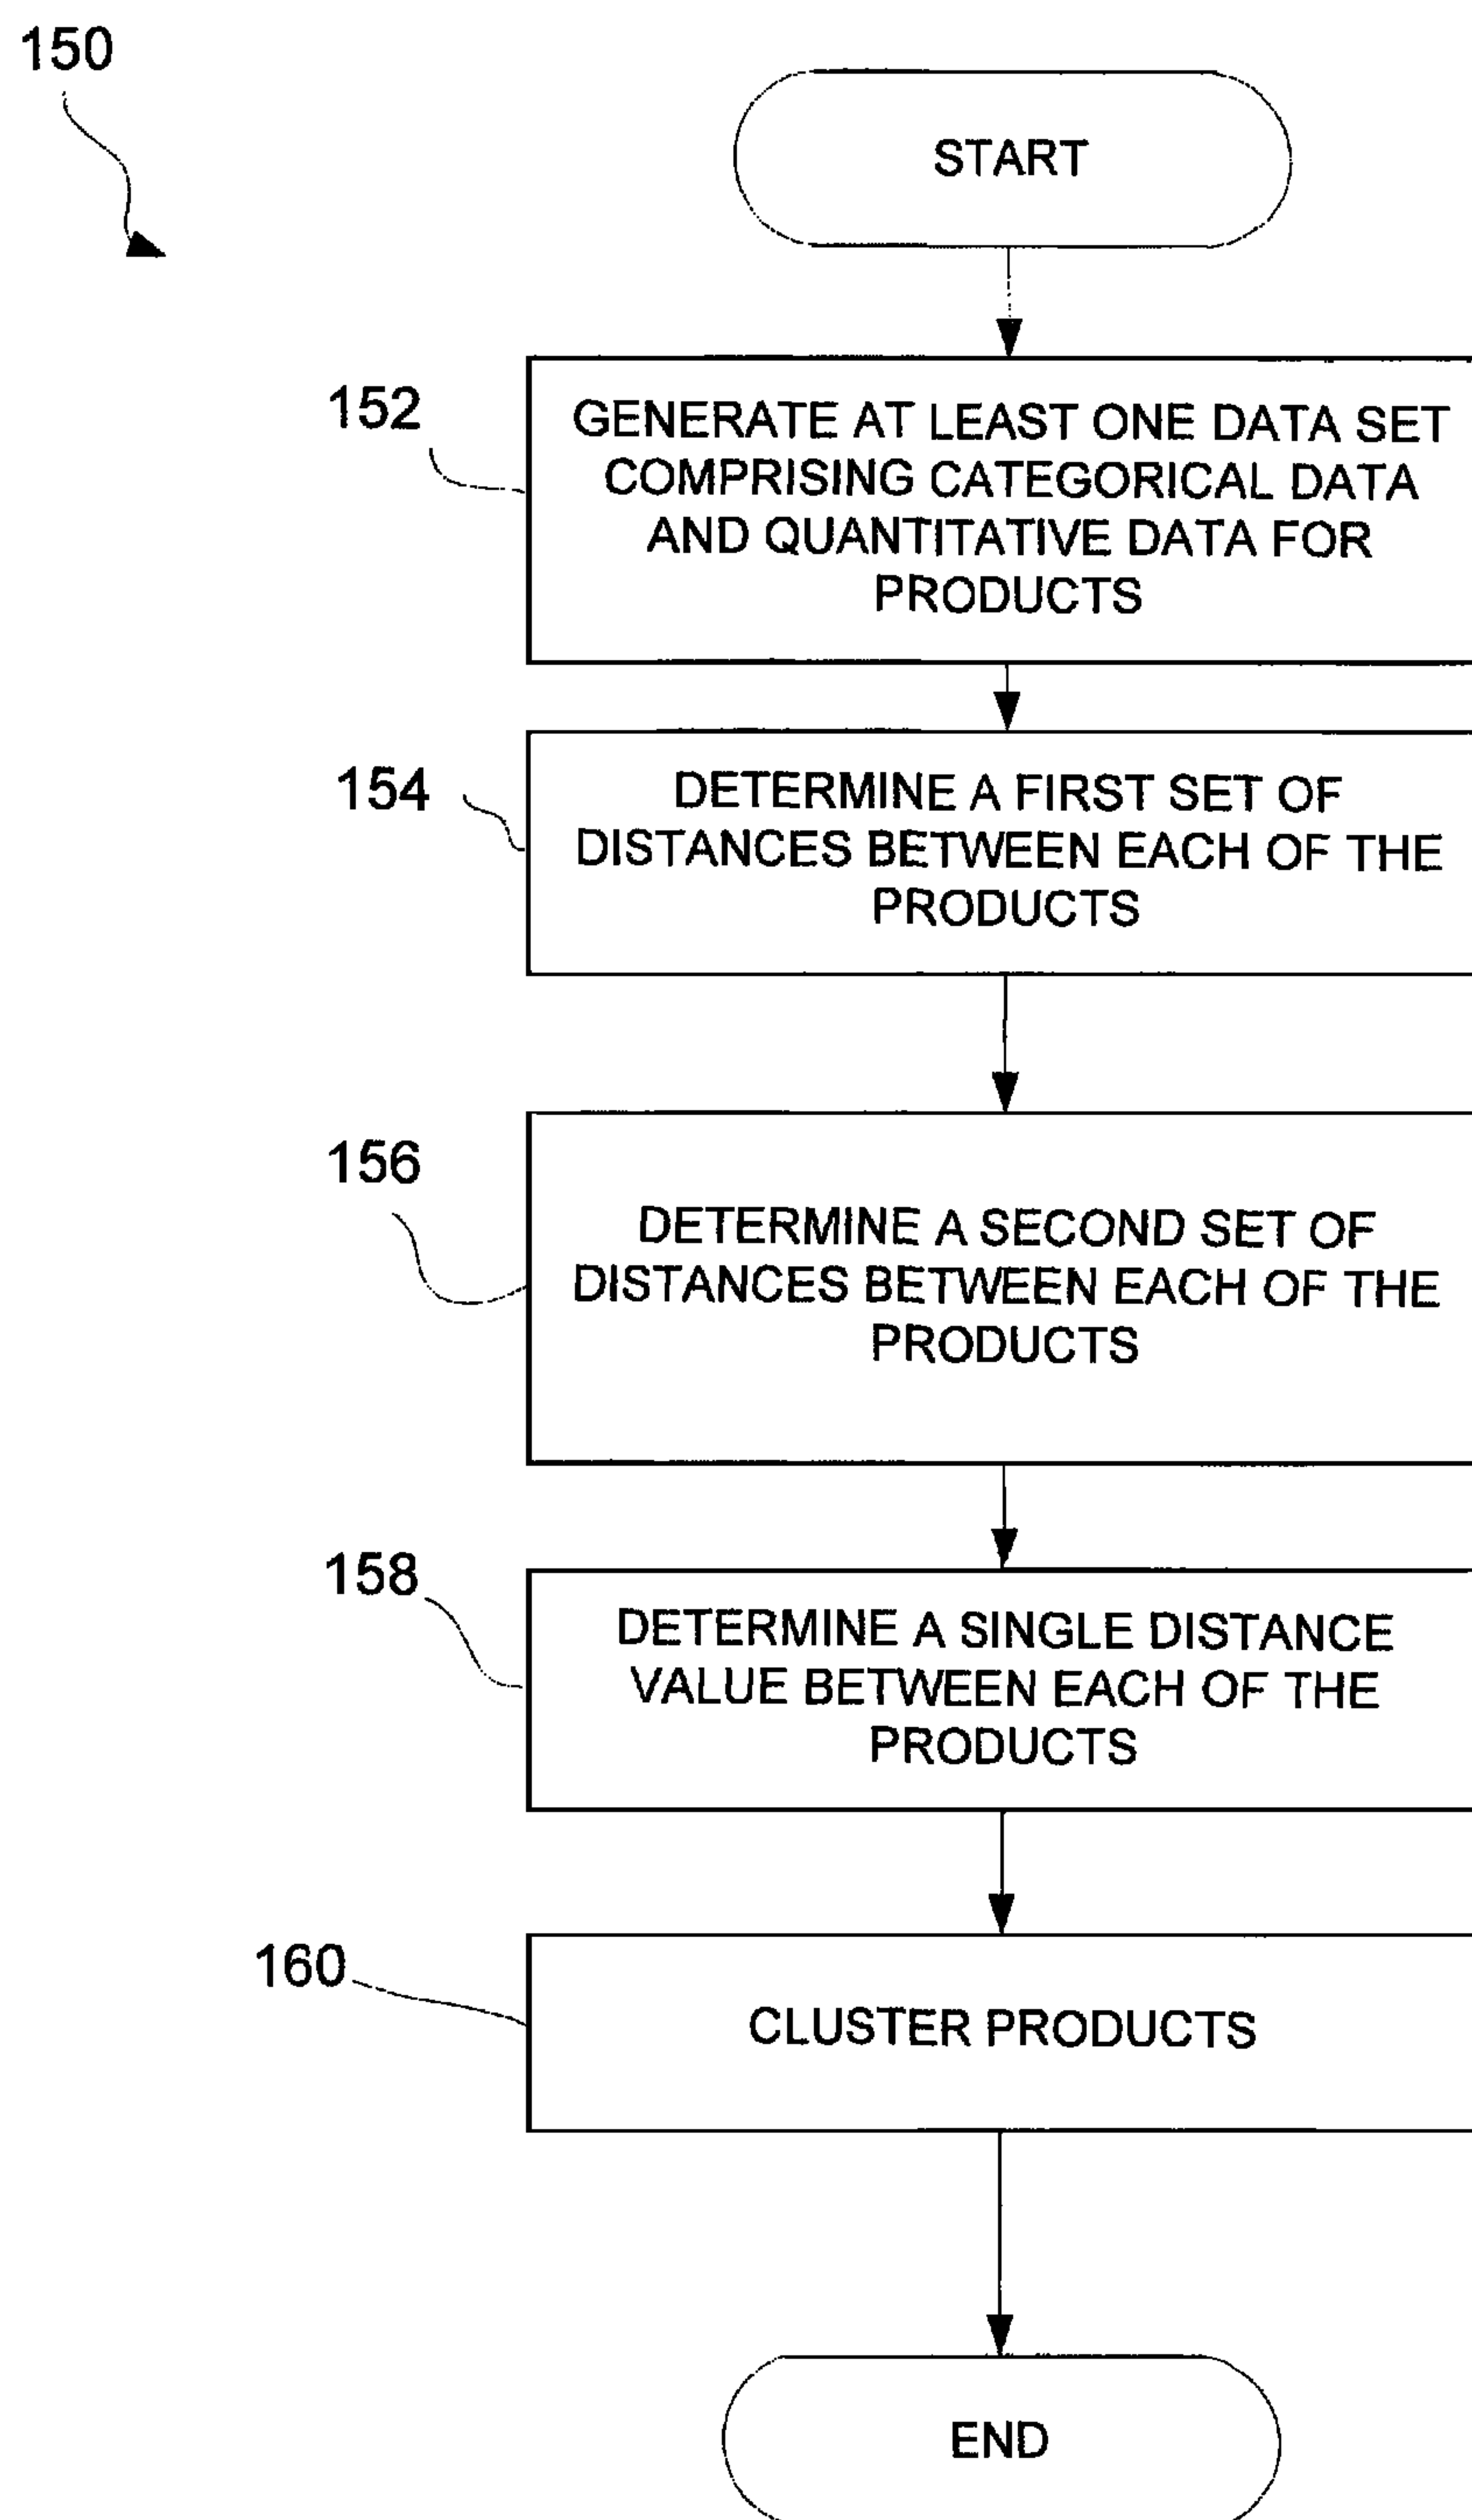 150
START
152
GENERATE AT LEAST ONE DATA SET
COMPRISING CATEGORICAL DATA
AND QUANTITATIVE DATA FOR
PRODUCTS
154
DETERMINE A FIRST SET OF
DISTANCES BETWEEN EACH OF THE
PRODUCTS
156
DETERMINE A SECOND SET OF
DISTANCES BETWEEN EACH OF THE
PRODUCTS
158
DETERMINE A SINGLE DISTANCE
VALUE BETWEEN EACH OF THE
PRODUCTS
160
CLUSTER PRODUCTS
END